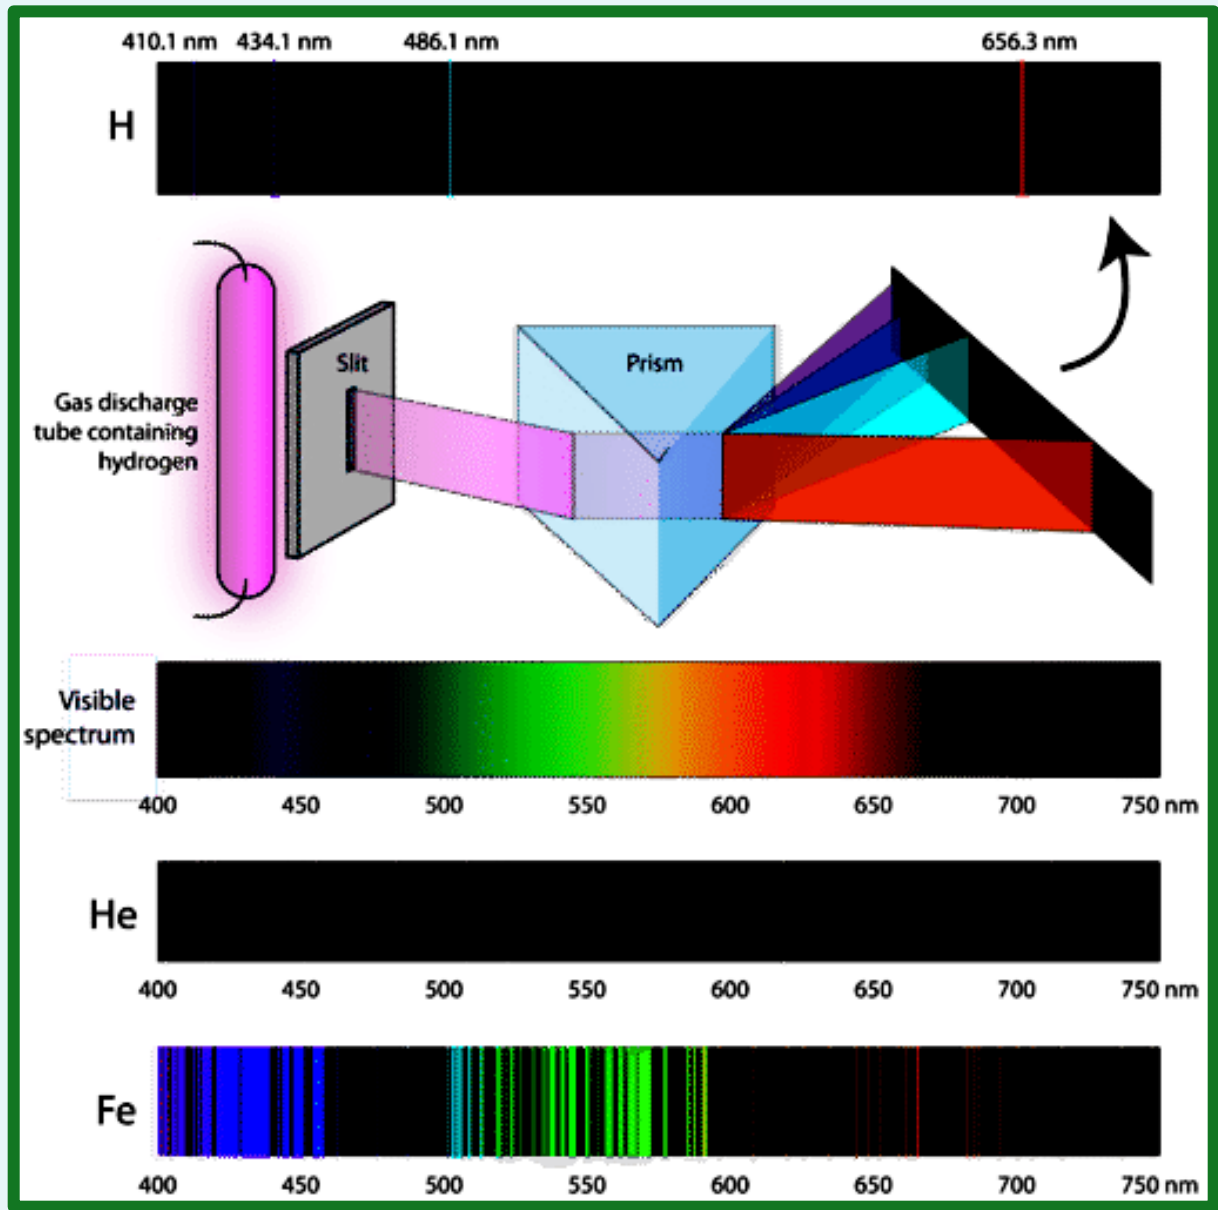 410.1 nm 434.1 nm 486.1 nm 656.3 nm
H
Slit
Prism
Gas discharge
tube containing
hydrogen
Visible
spectrum
400 450 500 550 600 650 700 750 nm
He
400 450 500 550 600 650 700 750 nm
Fe
400 450 500 550 600 650 700 750 nm